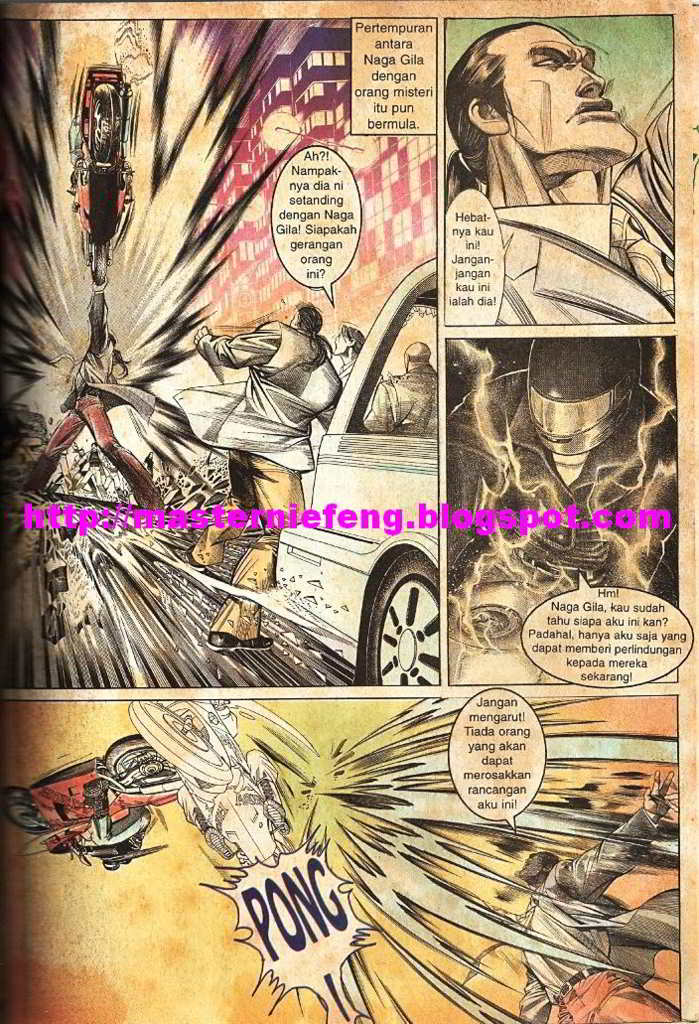 Pertempuran
antara
Naga Gila
dengan
orang misteri
itu pun
bermula.
Ah?!
Nampak-
nya dia ni
setanding
dengan Naga
Gila! Siapakah
gerangan
orang
ini?
Hebat-
nya kau
ini!
Jangan-
jangan
kau ini
ialah dia!
http://masterniefeng.blogspot.com
Hm!
Naga Gila, kau sudah
tahu siapa aku ini kan?
Padahal, hanya aku saja yang
dapat memberi perlindungan
kepada mereka
sekarang!
Jangan
mengarut!
Tiada orang
yang akan
dapat
merosakkan
rancangan
aku ini!
PONG
!